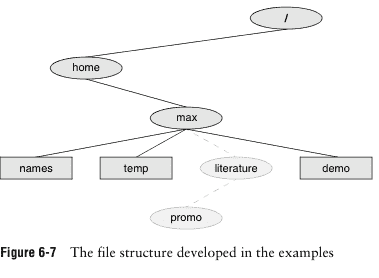 /
home
max
names temp literature demo
promo
Figure 6-7 The file structure developed in the examples